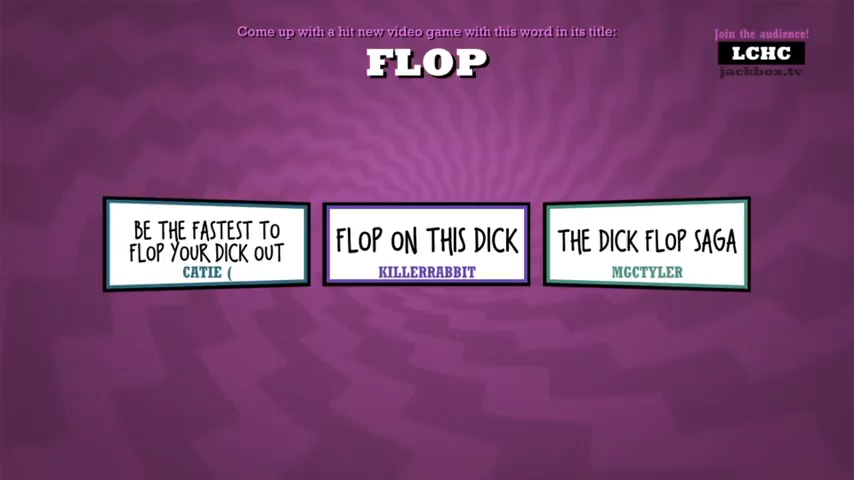 Come up with a hit new video game with this word in its title:
FLOP
Join the audience!
LCHC
jackbox.tv
BE THE FASTEST TO
FLOP YOUR DICK OUT
CATIE (
FLOP ON THIS DICK
KILLERRABBIT
THE DICK FLOP SAGA
MGCTYLER